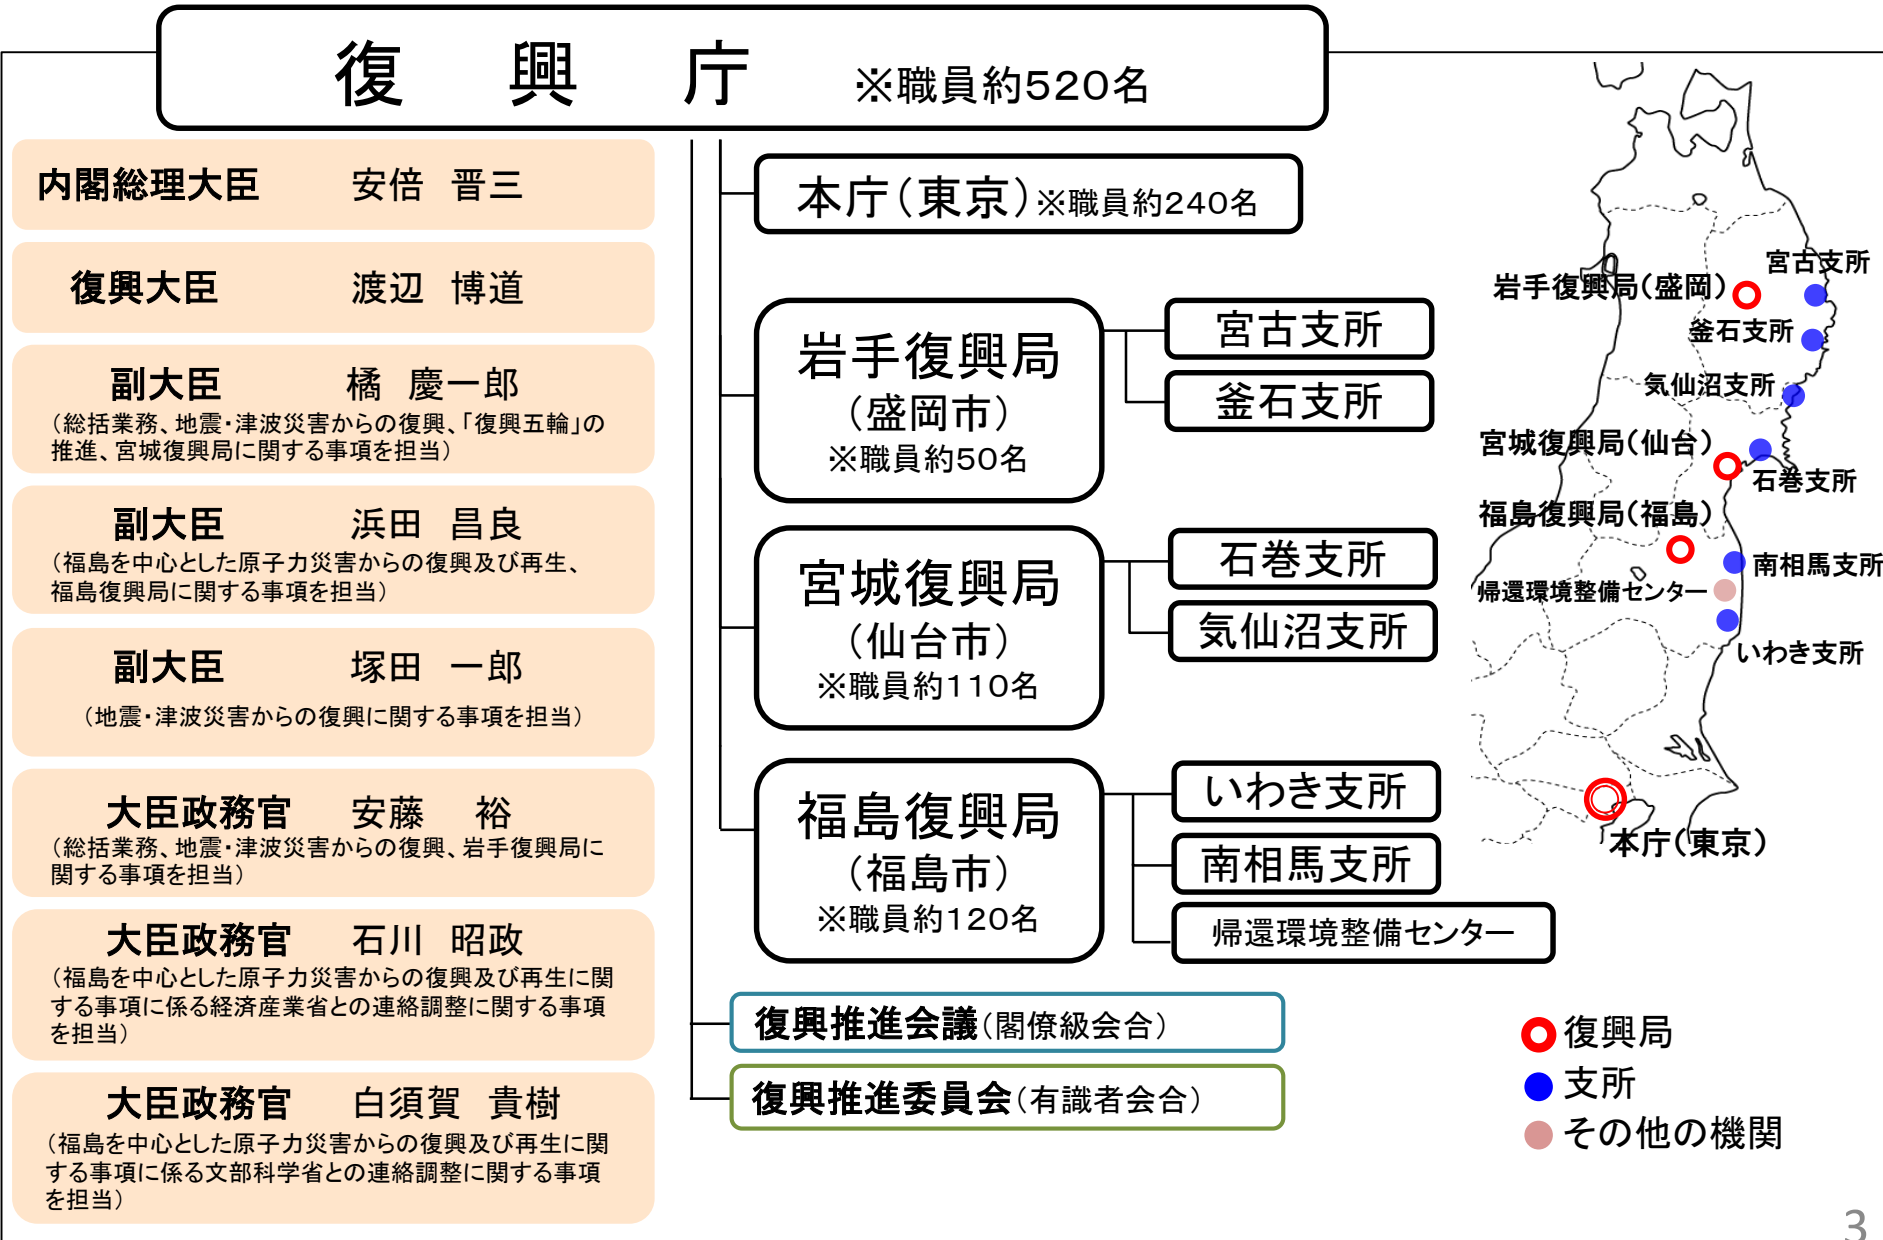 復　興　庁　※職員約520名
内閣総理大臣　安倍　晋三
復興大臣　渡辺　博道
副大臣　橘　慶一郎
（総括業務、地震・津波災害からの復興、「復興五輪」の
推進、宮城復興局に関する事項を担当）
副大臣　浜田　昌良
（福島を中心とした原子力災害からの復興及び再生、
福島復興局に関する事項を担当）
副大臣　塚田　一郎
（地震・津波災害からの復興に関する事項を担当）
大臣政務官　安藤　裕
（総括業務、地震・津波災害からの復興、岩手復興局に
関する事項を担当）
大臣政務官　石川　昭政
（福島を中心とした原子力災害からの復興及び再生に関
する事項に係る経済産業省との連絡調整に関する事項
を担当）
大臣政務官　白須賀　貴樹
（福島を中心とした原子力災害からの復興及び再生に関
する事項に係る文部科学省との連絡調整に関する事項
を担当）
本庁（東京）※職員約240名
岩手復興局
（盛岡市）
※職員約50名
宮古支所
釜石支所
宮城復興局
（仙台市）
※職員約110名
石巻支所
気仙沼支所
福島復興局
（福島市）
※職員約120名
いわき支所
南相馬支所
帰還環境整備センター
復興推進会議（閣僚級会合）
復興推進委員会（有識者会合）
宮古支所
岩手復興局（盛岡）
釜石支所
気仙沼支所
宮城復興局（仙台）
石巻支所
福島復興局（福島）
南相馬支所
帰還環境整備センター
いわき支所
本庁（東京）
復興局
支所
その他の機関
3